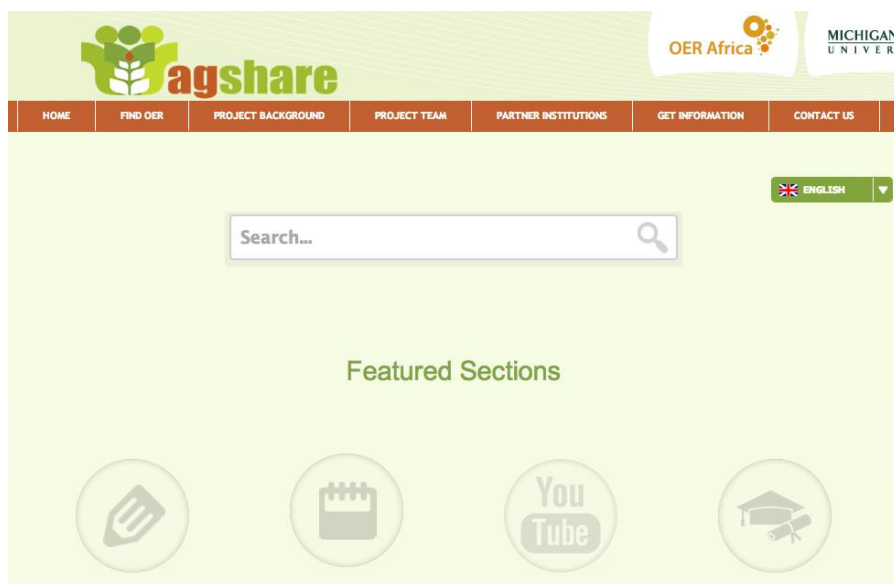 agshare
OER Africa
MICHIGAN
UNIVER
HOME FIND OER PROJECT BACKGROUND PROJECT TEAM PARTNER INSTITUTIONS GET INFORMATION CONTACT US
ENGLISH
Search...
Featured Sections
You
Tube